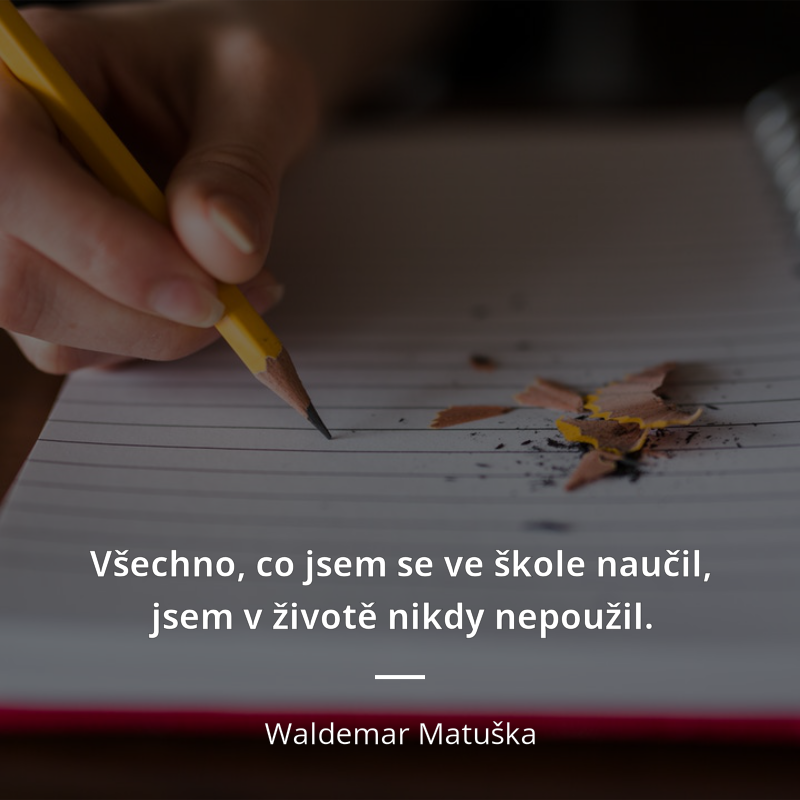 Všechno, co jsem se ve škole naučil,
jsem v životě nikdy nepoužil.
Waldemar Matuška